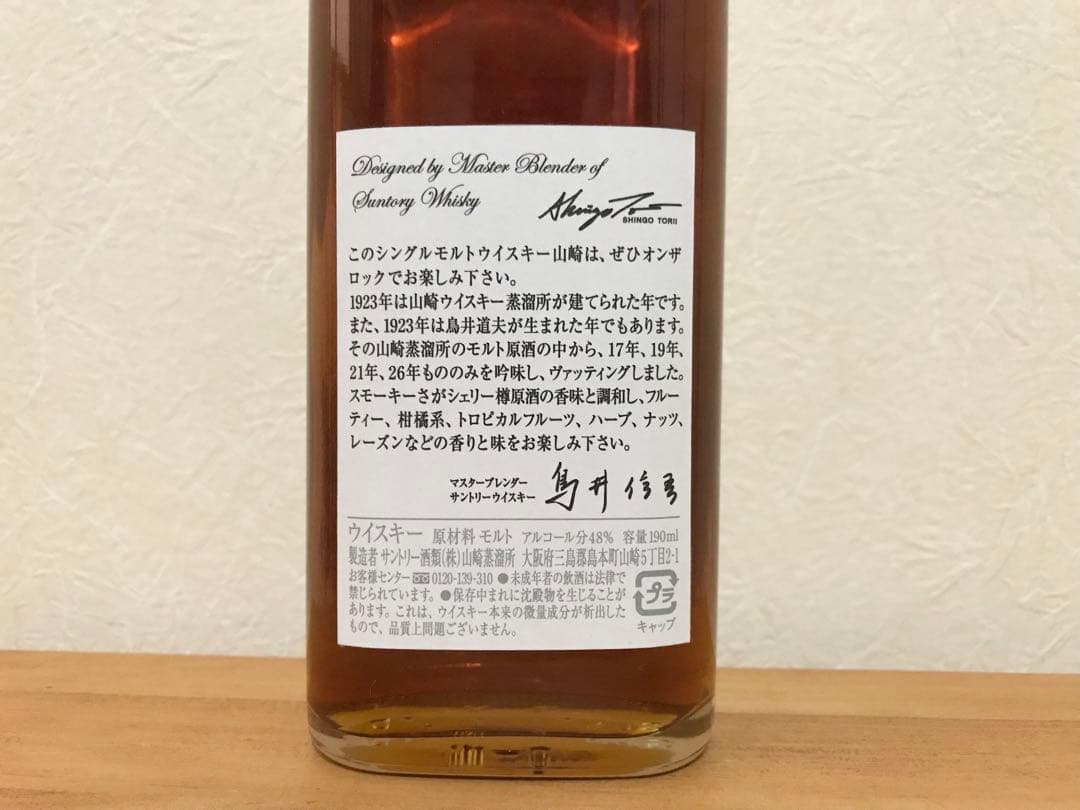 Designed by Master Blender of
Suntory Whisky
Shingo Torii
SHINGO TORII
このシングルモルトウイスキー山崎は、ぜひオンザ
ロックでお楽しみ下さい。
1923年は山崎ウイスキー蒸溜所が建てられた年です。
また、1923年は鳥井道夫が生まれた年でもあります。
その山崎蒸溜所のモルト原酒の中から、17年、19年、
21年、26年もののみを吟味し、ヴァッティングしました。
スモーキーさがシェリー樽原酒の香味と調和し、フルー
ティー、柑橘系、トロピカルフルーツ、ハーブ、ナッツ、
レーズンなどの香りと味をお楽しみ下さい。
マスターブレンダー
サントリーウイスキー 鳥井信吾
ウイスキー 原材料 モルト アルコール分48% 容量190ml
製造者 サントリー酒類(株)山崎蒸溜所 大阪府三島郡島本町山崎5丁目2-1
お客様センター 0120-139-310 ●未成年者の飲酒は法律で
禁じられています。●保存中まれに沈殿物を生じることが
あります。これは、ウイスキー本来の微量成分が析出した
もので、品質上問題ございません。
プラ
キャップ